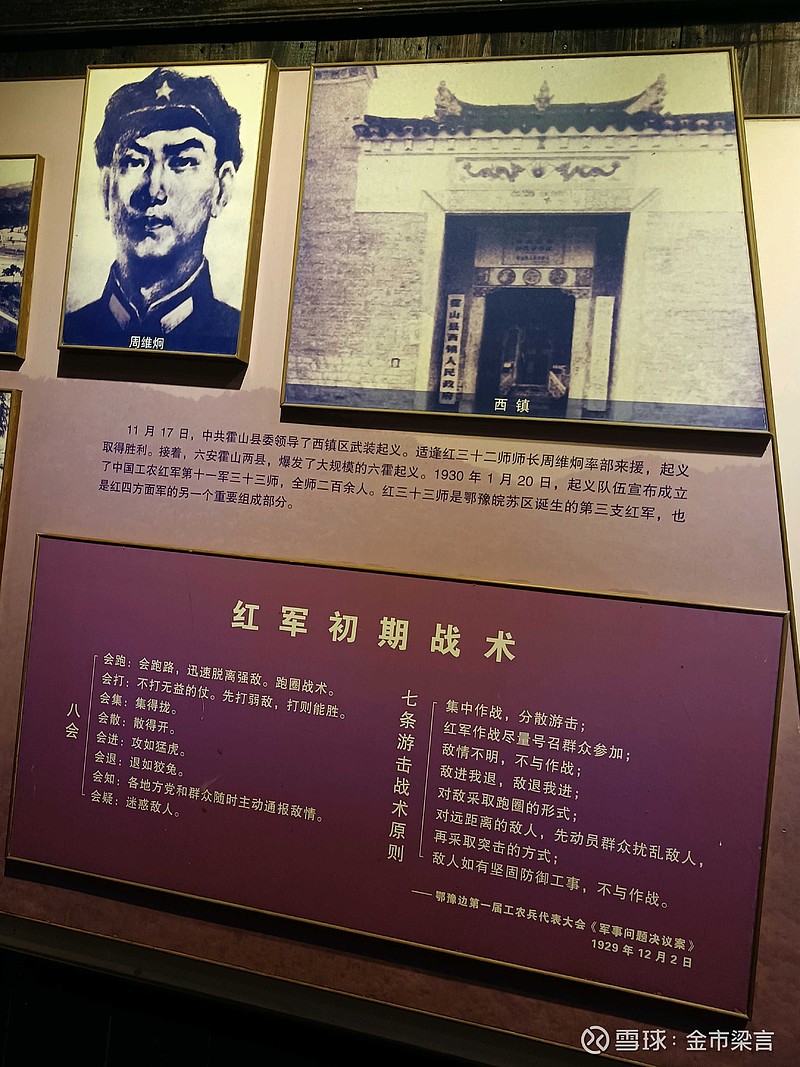 周维炯
霍山县西镇人民政府
西镇
11月17日，中共霍山县委领导了西镇区武装起义。适逢红三十二师师长周维炯率部来援，起义
取得胜利。接着，六安霍山两县，爆发了大规模的六霍起义。1930年1月20日，起义队伍宣布成立
了中国工农红军第十一军三十三师，全师二百余人。红三十三师是鄂豫皖苏区诞生的第三支红军，也
是红四方面军的另一个重要组成部分。
红军初期战术
八会
会跑：会跑路，迅速脱离强敌。跑圈战术。
会打：不打无益的仗。先打弱敌，打则能胜。
会集：集得拢。
会散：散得开。
会进：攻如猛虎。
会退：退如狡兔。
会知：各地方党和群众随时主动通报敌情。
会疑：迷惑敌人。
七条游击战术原则
集中作战，分散游击；
红军作战尽量号召群众参加；
敌情不明，不与作战；
敌进我退，敌退我进；
对敌采取跑圈的形式；
对远距离的敌人，先动员群众扰乱敌人，
再采取突击的方式；
敌人如有坚固防御工事，不与作战。
——鄂豫边第一届工农兵代表大会《军事问题决议案》
1929年12月2日
雪球：金市梁言